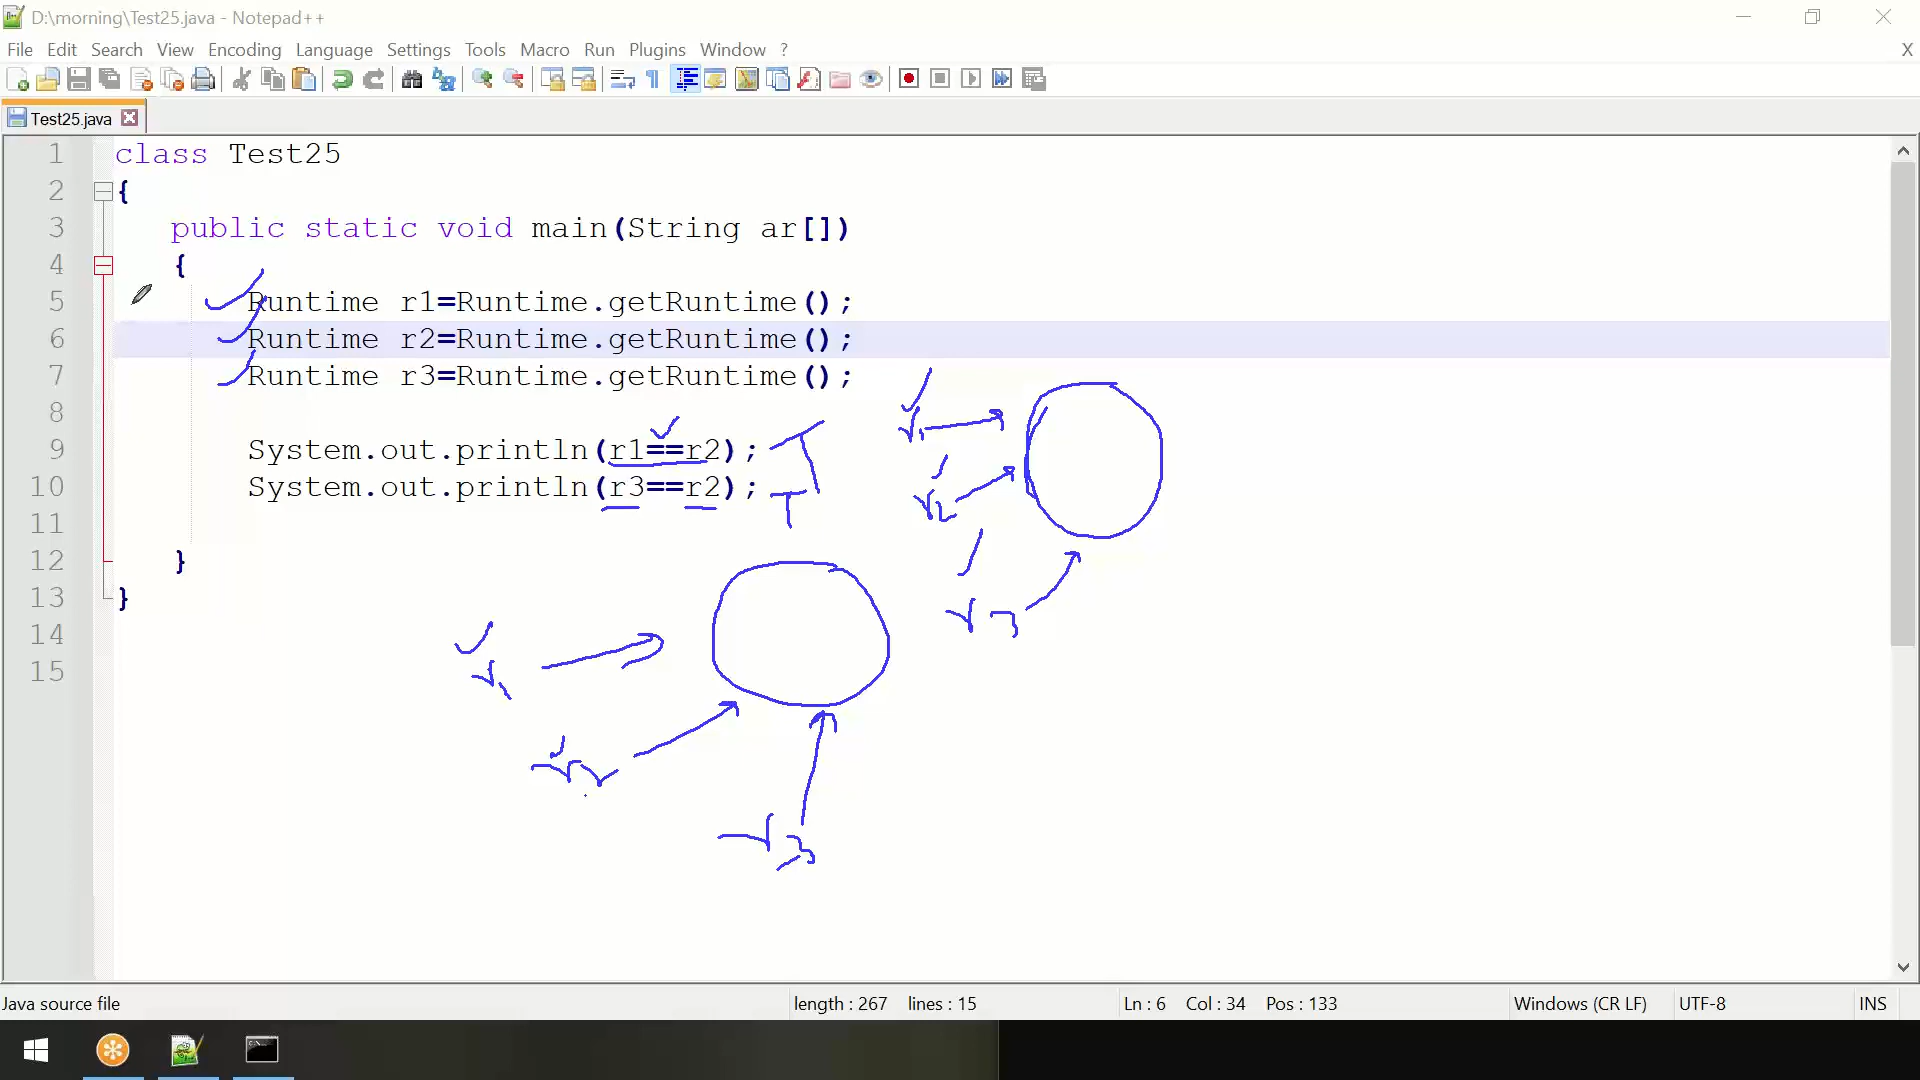 D:\morning\Test25.java - Notepad++
File Edit Search View Encoding Language Settings Tools Macro Run Plugins Window ? X
Test25.java
1 class Test25
2 {
3 public static void main(String ar[])
4 {
5 Runtime r1=Runtime.getRuntime();
6 Runtime r2=Runtime.getRuntime();
7 Runtime r3=Runtime.getRuntime();
8
9 System.out.println(r1==r2); T
10 System.out.println(r3==r2); T
11
12 }
13 }
14
15
r1
r2
r3
r1
r2
r3
Java source file length : 267 lines : 15 Ln : 6 Col : 34 Pos : 133 Windows (CR LF) UTF-8 INS